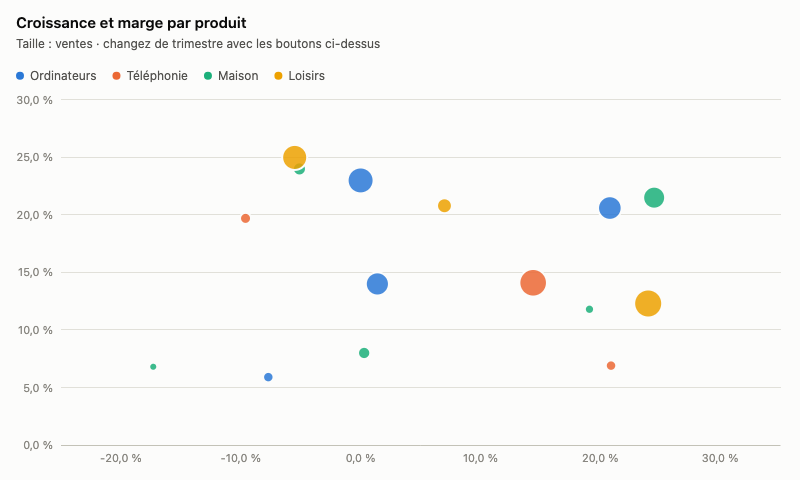 Croissance et marge par produit
Taille : ventes · changez de trimestre avec les boutons ci-dessus
Ordinateurs Téléphonie Maison Loisirs
30,0 %
25,0 %
20,0 %
15,0 %
10,0 %
5,0 %
0,0 %
-20,0 % -10,0 % 0,0 % 10,0 % 20,0 % 30,0 %